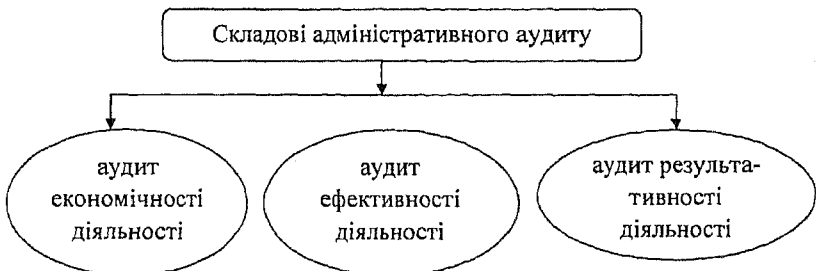 Складові адміністративного аудиту
аудит
економічності
діяльності
аудит
ефективності
діяльності
аудит результа-
тивності
діяльності